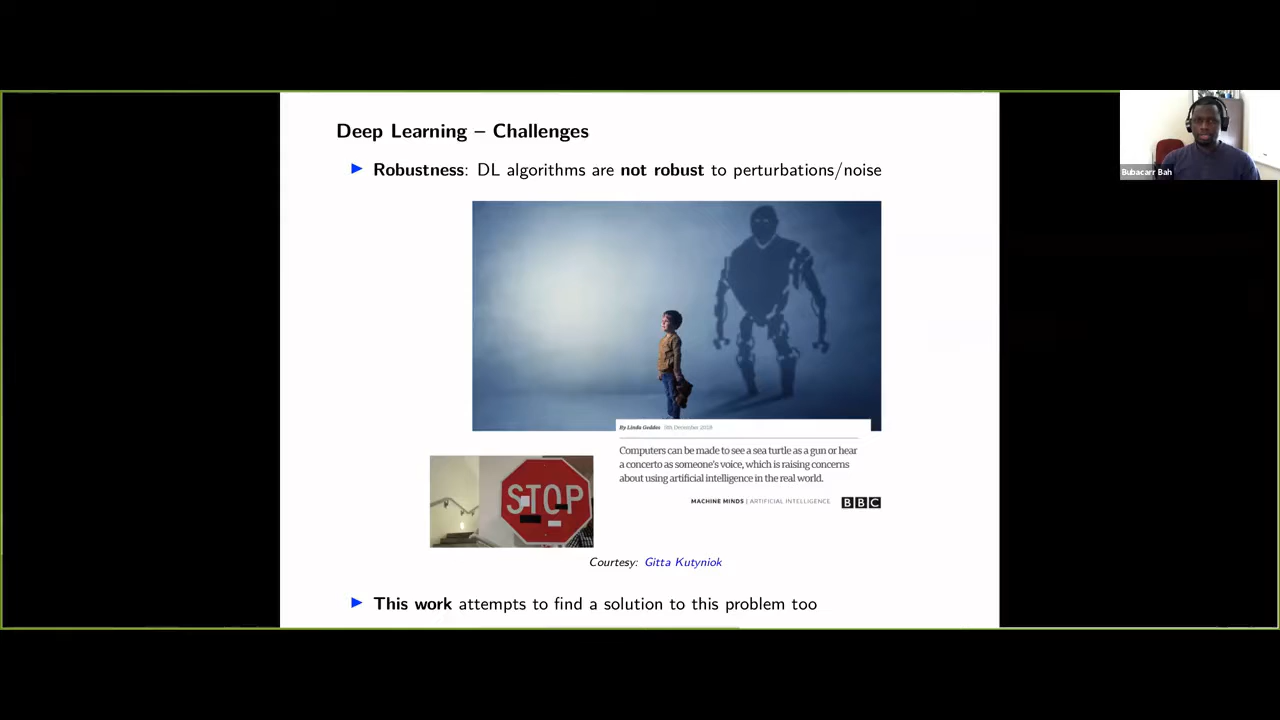 Deep Learning – Challenges
▶ Robustness: DL algorithms are not robust to perturbations/noise
Bubacarr Bah
By Linda Geddes 5th December 2018
Computers can be made to see a sea turtle as a gun or hear
a concerto as someone's voice, which is raising concerns
about using artificial intelligence in the real world.
MACHINE MINDS | ARTIFICIAL INTELLIGENCE BBC
STOP
Courtesy: Gitta Kutyniok
▶ This work attempts to find a solution to this problem too